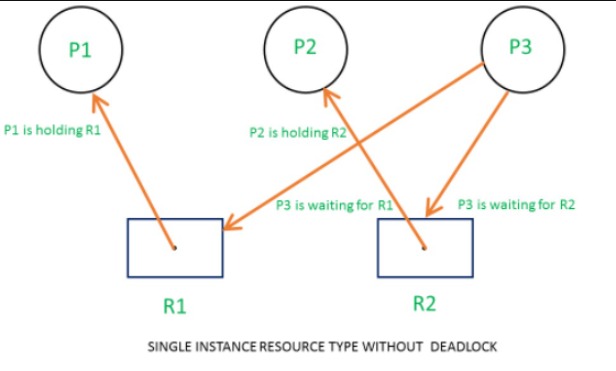 P1
P2
P3
P1 is holding R1
P2 is holding R2
P3 is waiting for R1
P3 is waiting for R2
R1
R2
SINGLE INSTANCE RESOURCE TYPE WITHOUT DEADLOCK